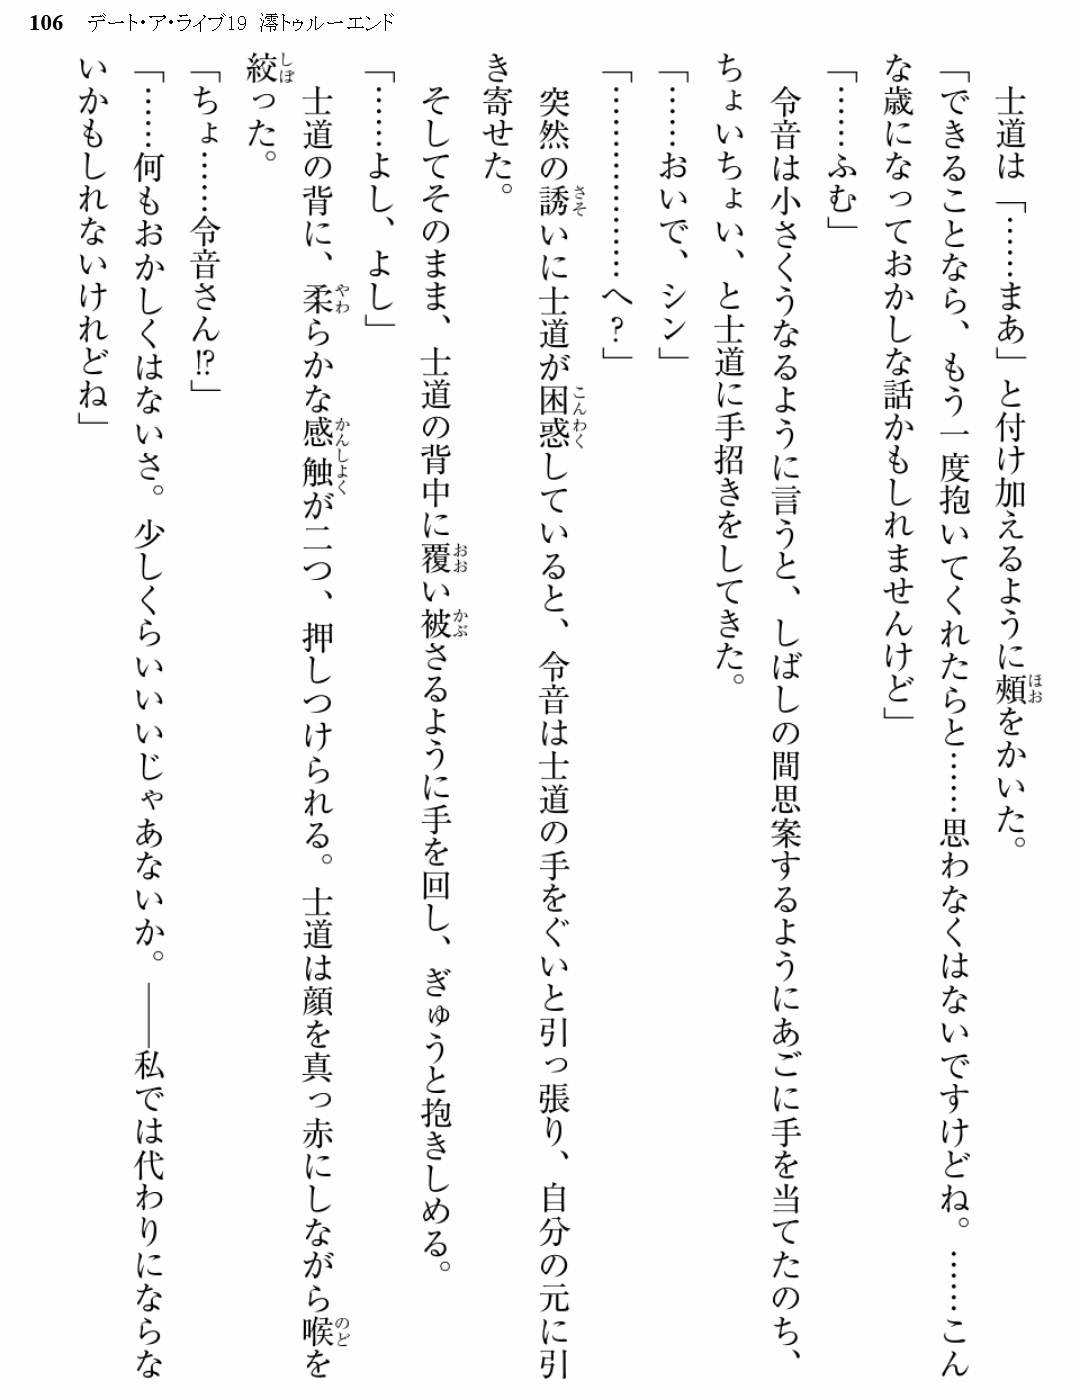 106 デート・ア・ライブ19 澪トゥルーエンド
士道は「……まあ」と付け加えるように頬をかいた。
「できることなら、もう一度抱いてくれたらと……思わなくはないですけどね。……こん
な歳になっておかしな話かもしれませんけど」
「……ふむ」
令音は小さくうなるように言うと、しばしの間思案するようにあごに手を当てたのち、
ちょいちょい、と士道に手招きをしてきた。
「……おいで、シン」
「………………へ？」
突然の誘いに士道が困惑していると、令音は士道の手をぐいと引っ張り、自分の元に引
き寄せた。
そしてそのまま、士道の背中に覆い被さるように手を回し、ぎゅうと抱きしめる。
「……よし、よし」
士道の背に、柔らかな感触が二つ、押しつけられる。士道は顔を真っ赤にしながら喉を
絞った。
「ちょ……令音さん!?」
「……何もおかしくはないさ。少しくらいいいじゃあないか。――私では代わりにならな
いかもしれないけれどね」